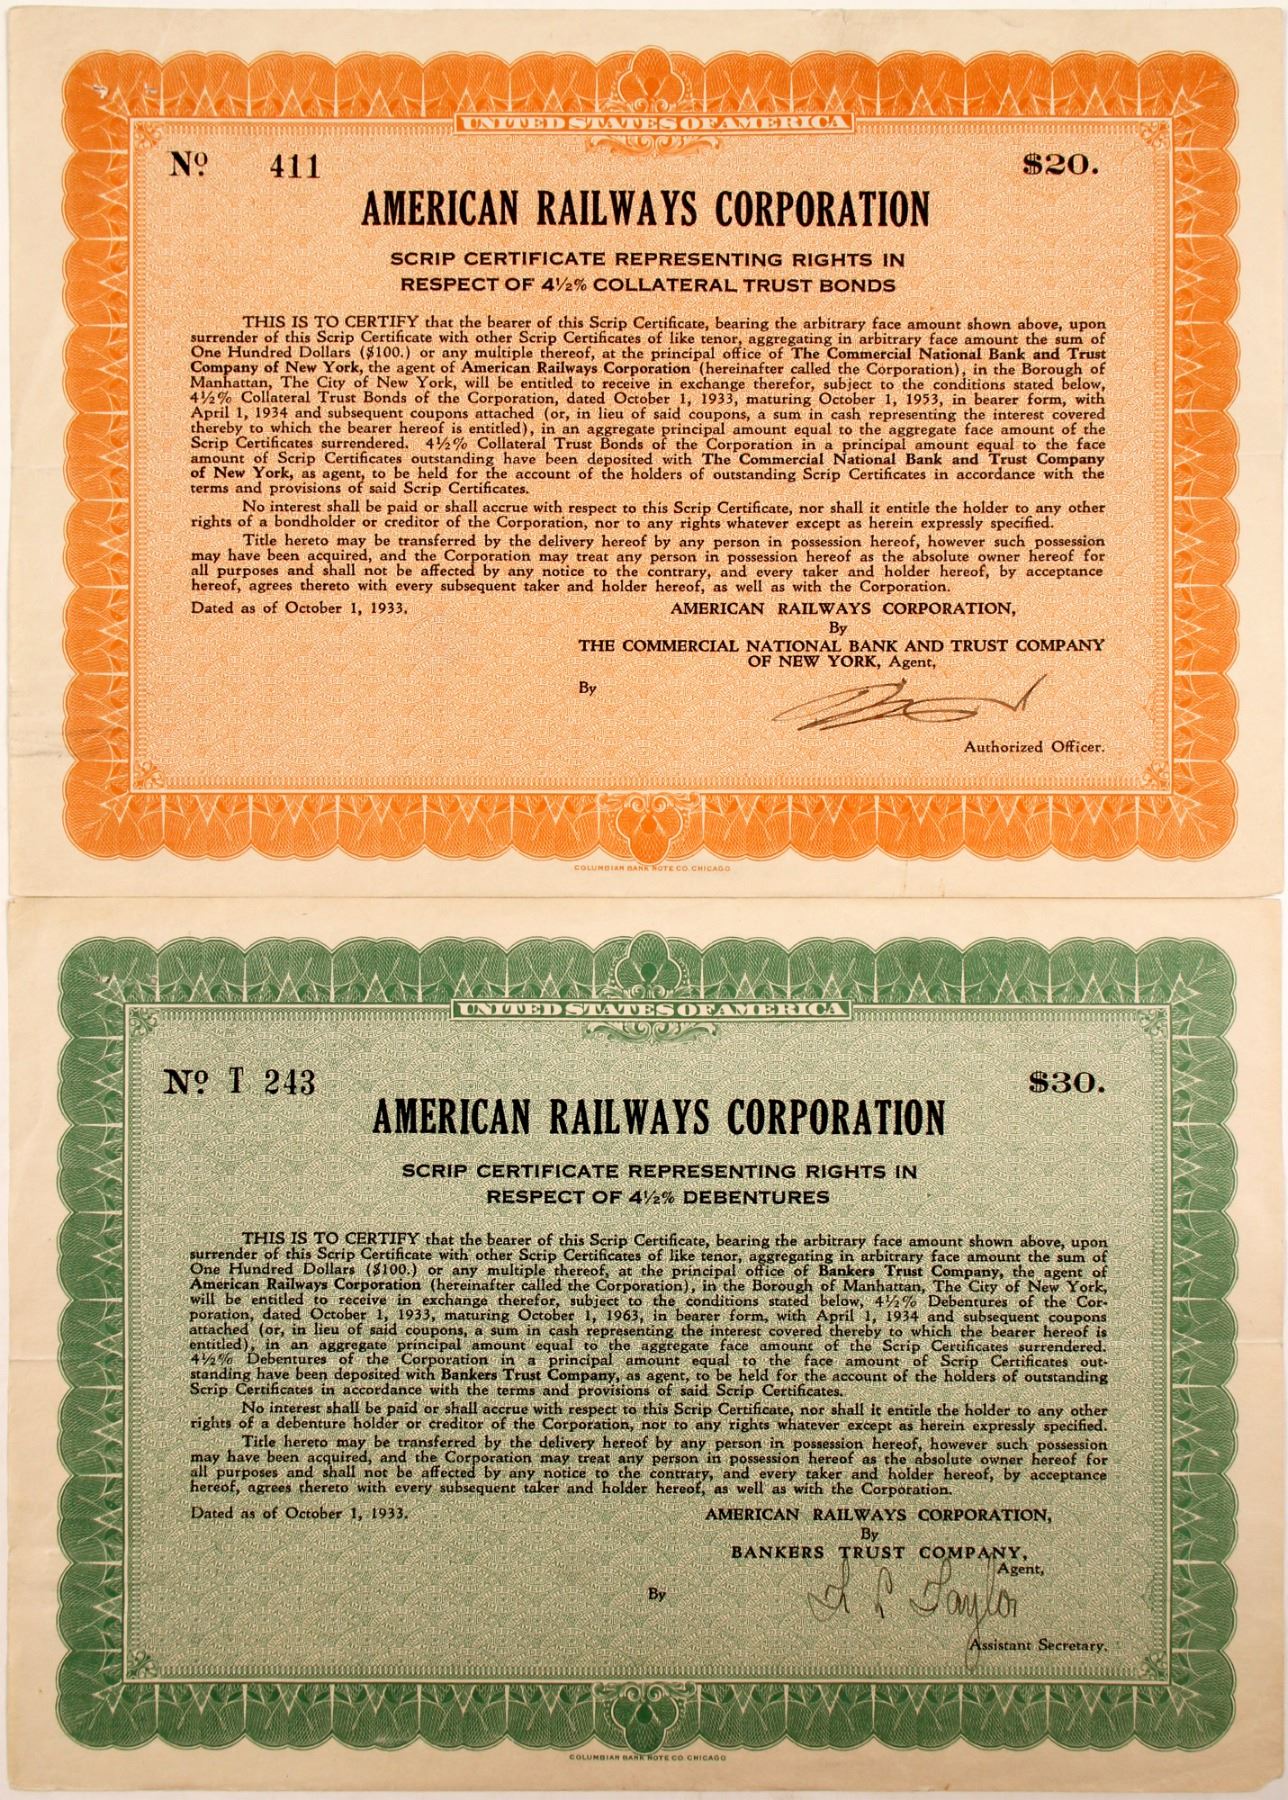 UNITED STATES OF AMERICA
No. 411 $20.
AMERICAN RAILWAYS CORPORATION
SCRIP CERTIFICATE REPRESENTING RIGHTS IN
RESPECT OF 4½% COLLATERAL TRUST BONDS
THIS IS TO CERTIFY that the bearer of this Scrip Certificate, bearing the arbitrary face amount shown above, upon
surrender of this Scrip Certificate with other Scrip Certificates of like tenor, aggregating in arbitrary face amount the sum of
One Hundred Dollars ($100.) or any multiple thereof, at the principal office of The Commercial National Bank and Trust
Company of New York, the agent of American Railways Corporation (hereinafter called the Corporation), in the Borough of
Manhattan, The City of New York, will be entitled to receive in exchange therefor, subject to the conditions stated below,
4½% Collateral Trust Bonds of the Corporation, dated October 1, 1933, maturing October 1, 1953, in bearer form, with
April 1, 1934 and subsequent coupons attached (or, in lieu of said coupons, a sum in cash representing the interest covered
thereby to which the bearer hereof is entitled), in an aggregate principal amount equal to the aggregate face amount of the
Scrip Certificates surrendered. 4½% Collateral Trust Bonds of the Corporation in a principal amount equal to the face
amount of Scrip Certificates outstanding have been deposited with The Commercial National Bank and Trust Company
of New York, as agent, to be held for the account of the holders of outstanding Scrip Certificates in accordance with the
terms and provisions of said Scrip Certificates.
No interest shall be paid or shall accrue with respect to this Scrip Certificate, nor shall it entitle the holder to any other
rights of a bondholder or creditor of the Corporation, nor to any rights whatever except as herein expressly specified.
Title hereto may be transferred by the delivery hereof by any person in possession hereof, however such possession
may have been acquired, and the Corporation may treat any person in possession hereof as the absolute owner hereof for
all purposes and shall not be affected by any notice to the contrary, and every taker and holder hereof, by acceptance
hereof, agrees thereto with every subsequent taker and holder hereof, as well as with the Corporation.
Dated as of October 1, 1933. AMERICAN RAILWAYS CORPORATION,
By
THE COMMERCIAL NATIONAL BANK AND TRUST COMPANY
OF NEW YORK, Agent,
By
Authorized Officer.
COLUMBIAN BANK NOTE CO. CHICAGO
UNITED STATES OF AMERICA
No. T 243 $30.
AMERICAN RAILWAYS CORPORATION
SCRIP CERTIFICATE REPRESENTING RIGHTS IN
RESPECT OF 4½% DEBENTURES
THIS IS TO CERTIFY that the bearer of this Scrip Certificate, bearing the arbitrary face amount shown above, upon
surrender of this Scrip Certificate with other Scrip Certificates of like tenor, aggregating in arbitrary face amount the sum of
One Hundred Dollars ($100.) or any multiple thereof, at the principal office of Bankers Trust Company, the agent of
American Railways Corporation (hereinafter called the Corporation), in the Borough of Manhattan, The City of New York,
will be entitled to receive in exchange therefor, subject to the conditions stated below, 4½% Debentures of the Cor-
poration, dated October 1, 1933, maturing October 1, 1963, in bearer form, with April 1, 1934 and subsequent coupons
attached (or, in lieu of said coupons, a sum in cash representing the interest covered thereby to which the bearer hereof is
entitled), in an aggregate principal amount equal to the aggregate face amount of the Scrip Certificates surrendered.
4½% Debentures of the Corporation in a principal amount equal to the face amount of Scrip Certificates out-
standing have been deposited with Bankers Trust Company, as agent, to be held for the account of the holders of outstanding
Scrip Certificates in accordance with the terms and provisions of said Scrip Certificates.
No interest shall be paid or shall accrue with respect to this Scrip Certificate, nor shall it entitle the holder to any other
rights of a debenture holder or creditor of the Corporation, nor to any rights whatever except as herein expressly specified.
Title hereto may be transferred by the delivery hereof by any person in possession hereof, however such possession
may have been acquired, and the Corporation may treat any person in possession hereof as the absolute owner hereof for
all purposes and shall not be affected by any notice to the contrary, and every taker and holder hereof, by acceptance
hereof, agrees thereto with every subsequent taker and holder hereof, as well as with the Corporation.
Dated as of October 1, 1933. AMERICAN RAILWAYS CORPORATION,
By
BANKERS TRUST COMPANY,
Agent,
By Taylor
Assistant Secretary.
COLUMBIAN BANK NOTE CO. CHICAGO